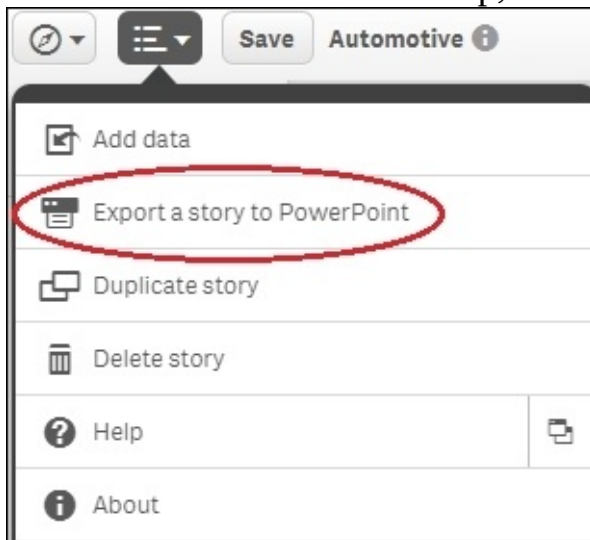 Save Automotive
Add data
Export a story to PowerPoint
Duplicate story
Delete story
Help
About